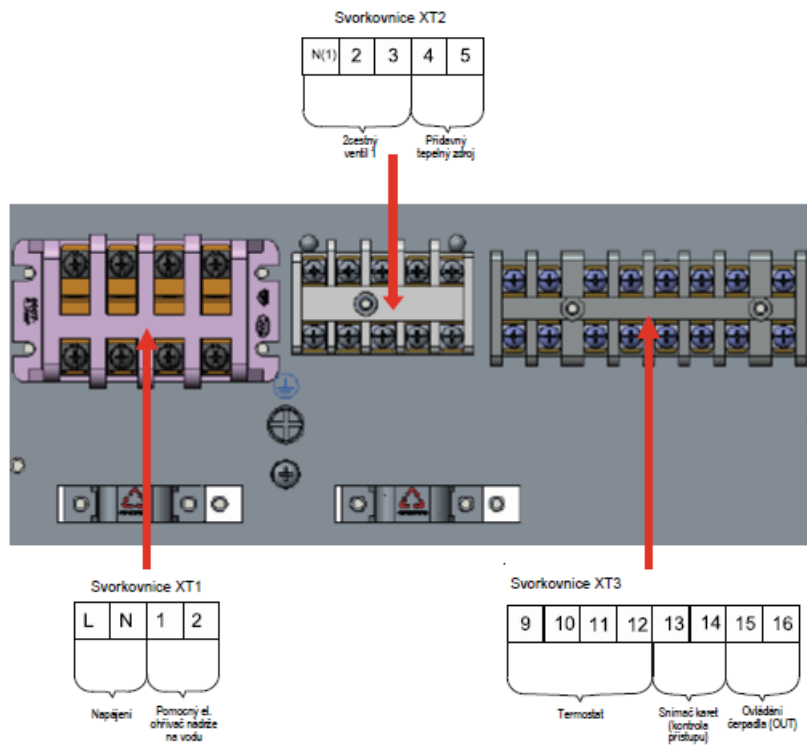 Svorkovnice XT2
N(1) 2 3 4 5
2cestný
ventil 1
Přídavný
tepelný zdroj
Svorkovnice XT1
L N 1 2
Napájení
Pomocný el.
ohřívač nádrže
na vodu
Svorkovnice XT3
9 10 11 12 13 14 15 16
Termostat
Snímač karet
(kontrola
přístupu)
Ovládání
čerpadla (OUT)